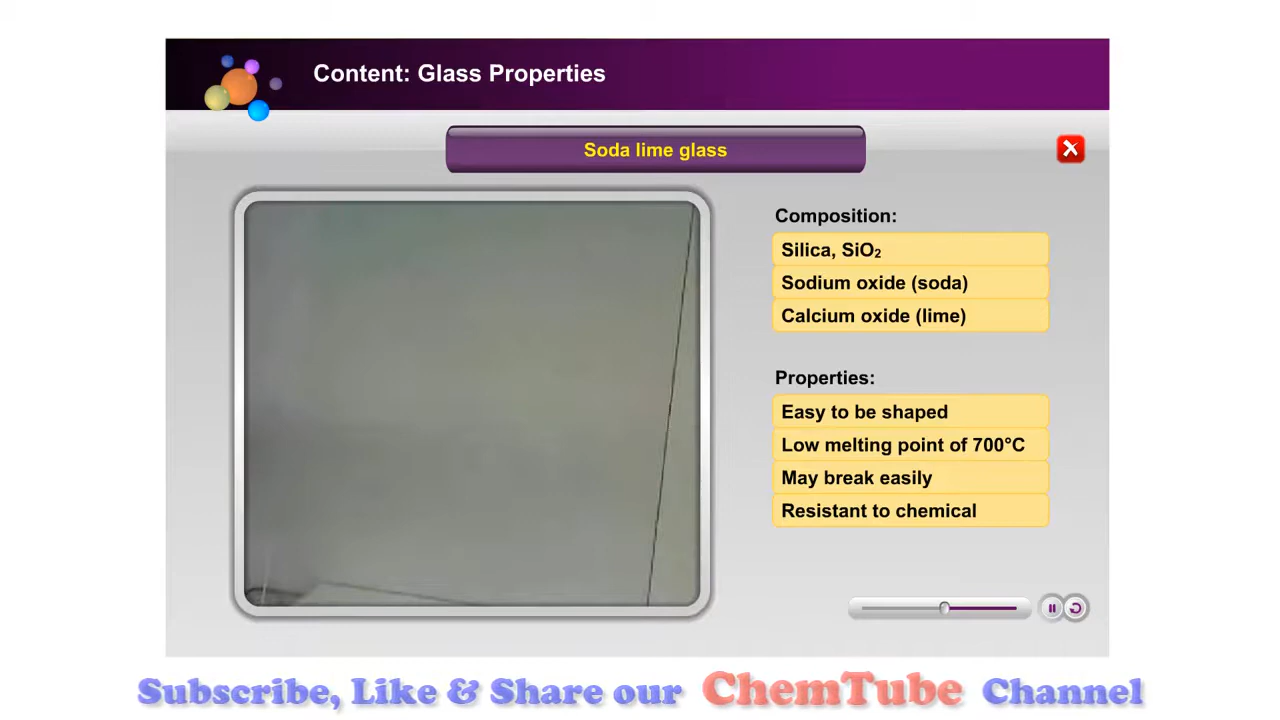 Content: Glass Properties
Soda lime glass
Composition:
Silica, SiO₂
Sodium oxide (soda)
Calcium oxide (lime)
Properties:
Easy to be shaped
Low melting point of 700°C
May break easily
Resistant to chemical
Subscribe, Like & Share our ChemTube Channel